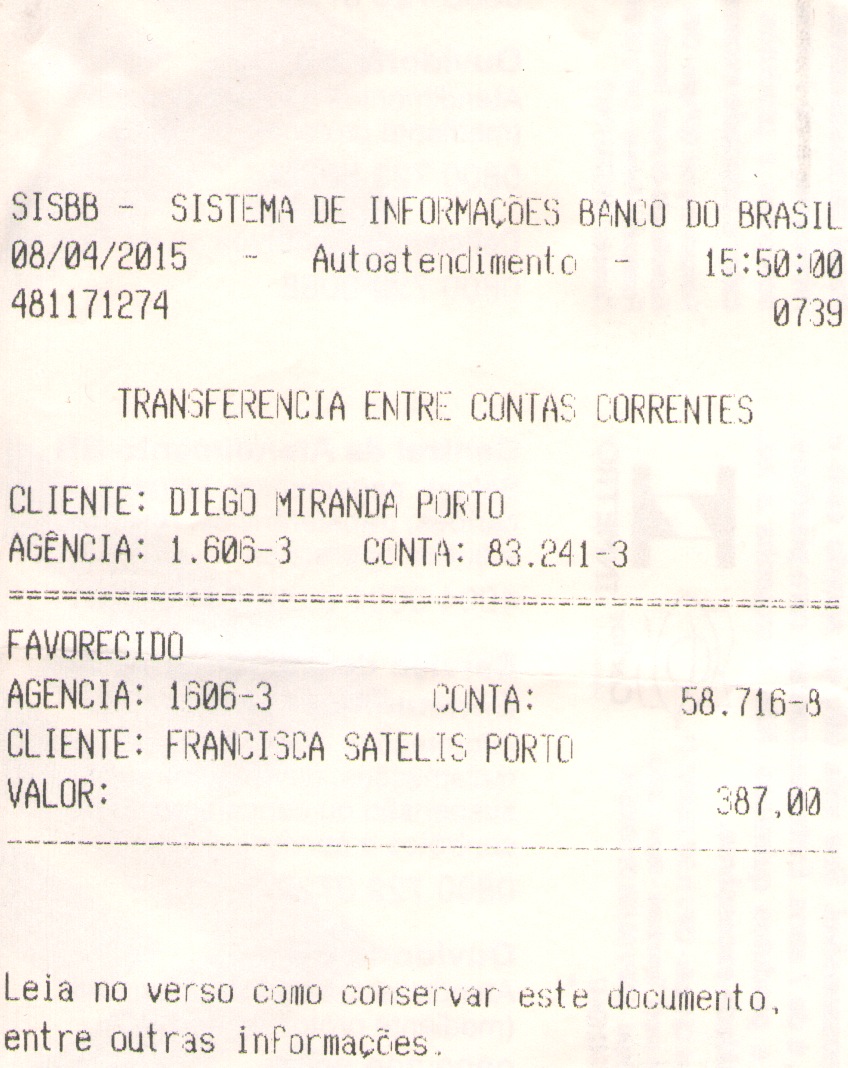 SISBB - SISTEMA DE INFORMAÇÕES BANCO DO BRASIL
08/04/2015 - Autoatendimento - 15:50:00
481171274 0739
TRANSFERENCIA ENTRE CONTAS CORRENTES
CLIENTE: DIEGO MIRANDA PORTO
AGÊNCIA: 1.606-3 CONTA: 83.241-3
================================================
FAVORECIDO
AGENCIA: 1606-3 CONTA: 58.716-8
CLIENTE: FRANCISCA SATELIS PORTO
VALOR: 387,00
------------------------------------------------
Leia no verso como conservar este documento,
entre outras informações.